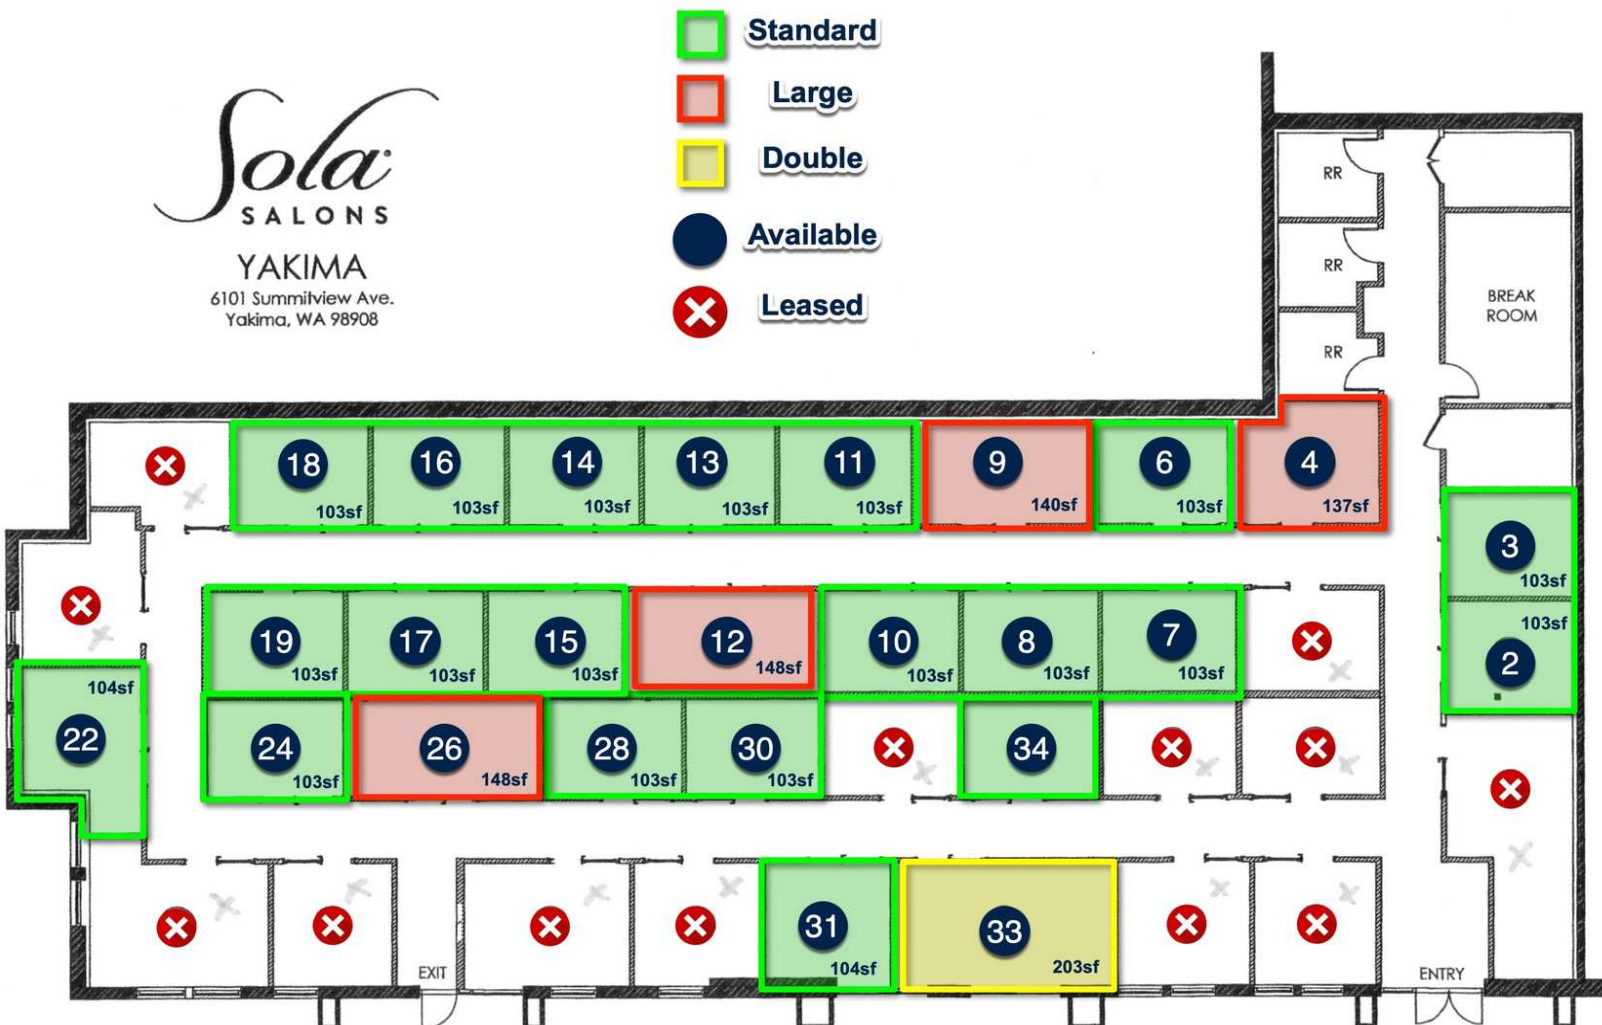 Standard
Large
Double
Available
Leased
Sola
SALONS
YAKIMA
6101 Summitview Ave.
Yakima, WA 98908
RR
RR
RR
BREAK
ROOM
18
103sf
16
103sf
14
103sf
13
103sf
11
103sf
9
140sf
6
103sf
4
137sf
3
103sf
103sf
2
19
103sf
17
103sf
15
103sf
12
148sf
10
103sf
8
103sf
7
103sf
104sf
22
24
103sf
26
148sf
28
103sf
30
103sf
34
31
104sf
33
203sf
EXIT
ENTRY